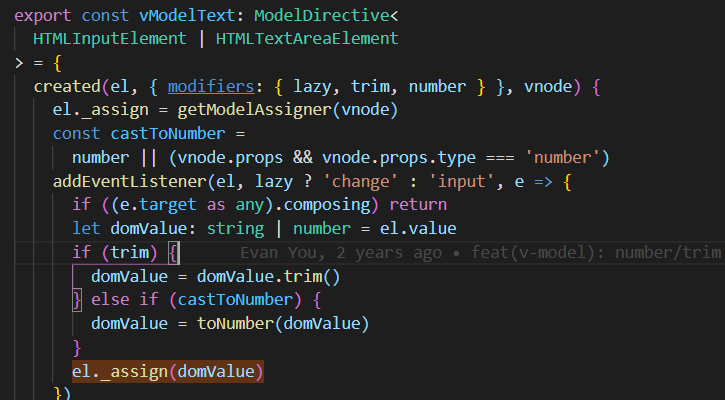 export const vModelText: ModelDirective<
  HTMLInputElement | HTMLTextAreaElement
> = {
  created(el, { modifiers: { lazy, trim, number } }, vnode) {
    el._assign = getModelAssigner(vnode)
    const castToNumber =
      number || (vnode.props && vnode.props.type === 'number')
    addEventListener(el, lazy ? 'change' : 'input', e => {
      if ((e.target as any).composing) return
      let domValue: string | number = el.value
      if (trim) {      Evan You, 2 years ago • feat(v-model): number/trim
        domValue = domValue.trim()
      } else if (castToNumber) {
        domValue = toNumber(domValue)
      }
      el._assign(domValue)
    })